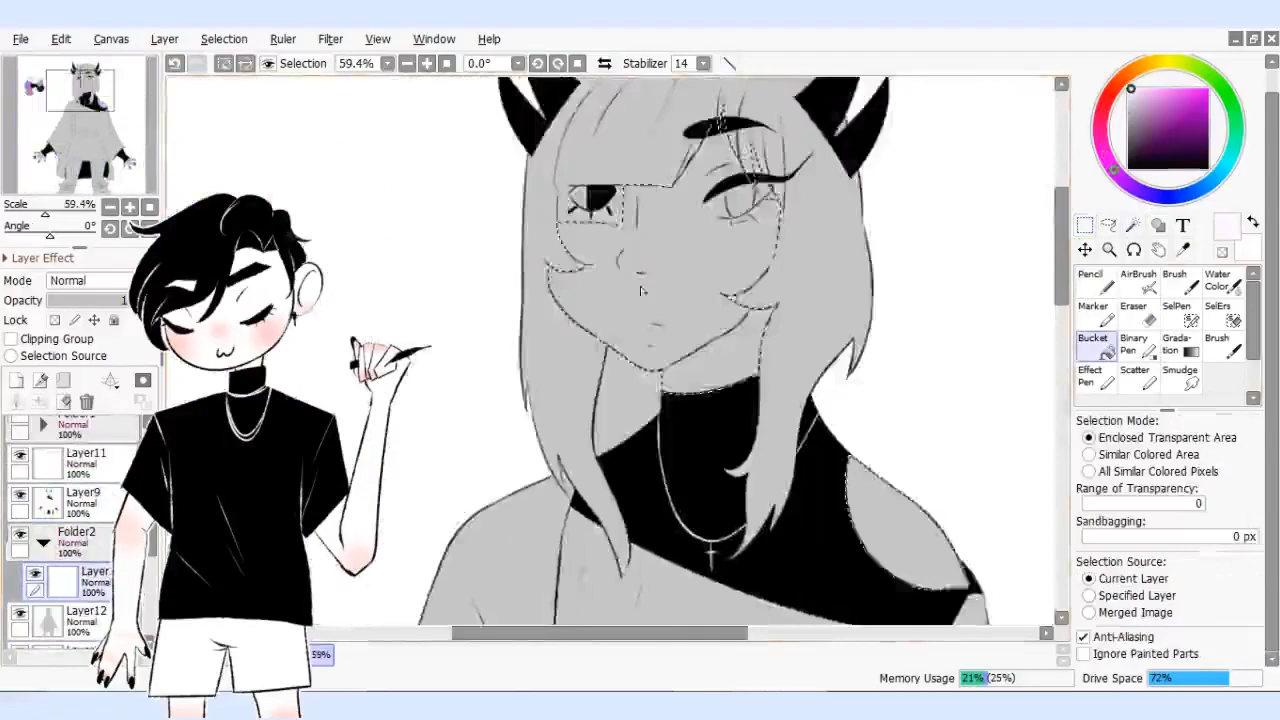 File Edit Canvas Layer Selection Ruler Filter View Window Help
Selection 59.4% 0.0° Stabilizer 14
Scale 59.4%
Angle 0°
Layer Effect
Mode Normal
Opacity 1
Lock
Clipping Group
Selection Source
Normal
100%
Layer11
Normal
100%
Layer9
Normal
100%
Folder2
Normal
100%
Layer
Norma
100%
Layer12
Normal
100%
59%
T
Pencil AirBrush Brush Water Color
Marker Eraser SelPen SelErs
Bucket Binary Pen Grada-tion Brush
Effect Pen Scatter Smudge
Selection Mode:
Enclosed Transparent Area
Similar Colored Area
All Similar Colored Pixels
Range of Transparency:
0
Sandbagging:
0 px
Selection Source:
Current Layer
Specified Layer
Merged Image
Anti-Aliasing
Ignore Painted Parts
Memory Usage 21% (25%) Drive Space 72%